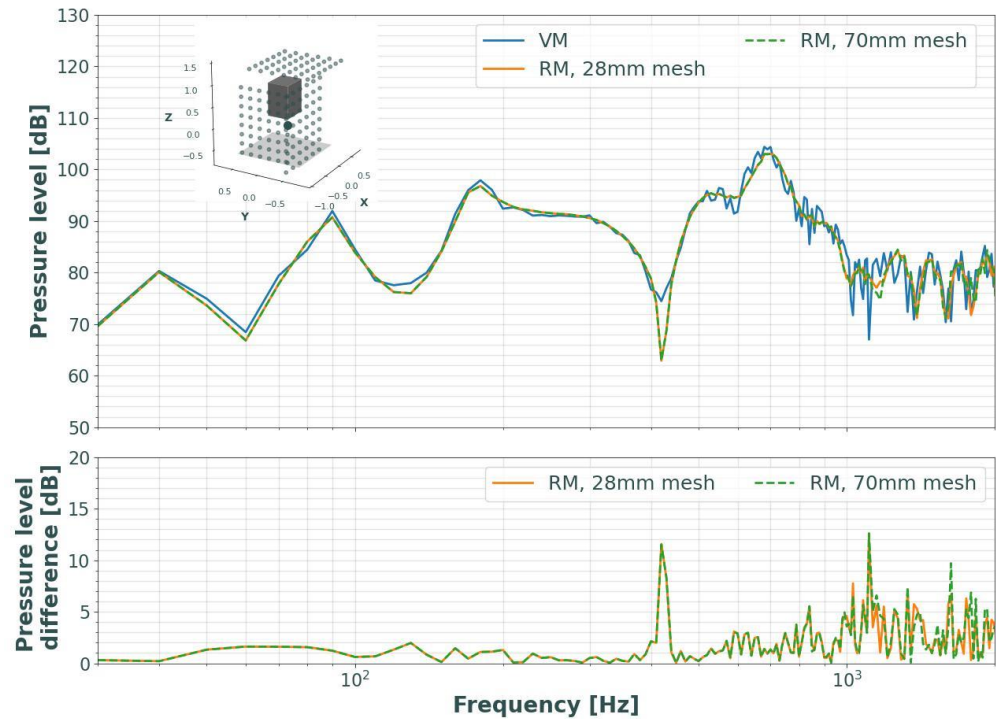 130
120
110
100
90
80
70
60
50
Pressure level [dB]
VM
RM, 28mm mesh
RM, 70mm mesh
1.5
1.0
0.5
0.0
−0.5
Z
0.5
0.0
−0.5
−1.0
Y
−0.5
0.0
0.5
X
20
15
10
5
0
Pressure level
difference [dB]
RM, 28mm mesh
RM, 70mm mesh
10²
10³
Frequency [Hz]